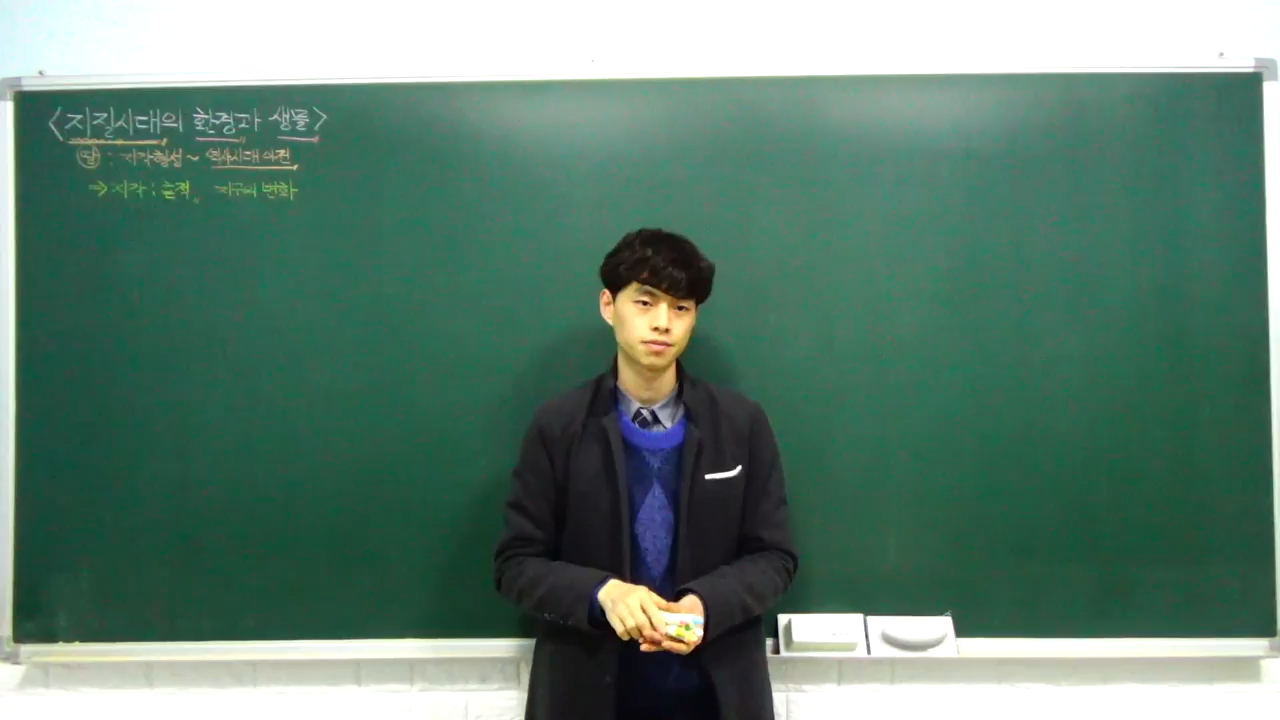 <지질시대의 환경과 생물>
땅 : 지각형성 ~ 역사시대 이전
⇒ 지각 : 흔적, 지구의 변화